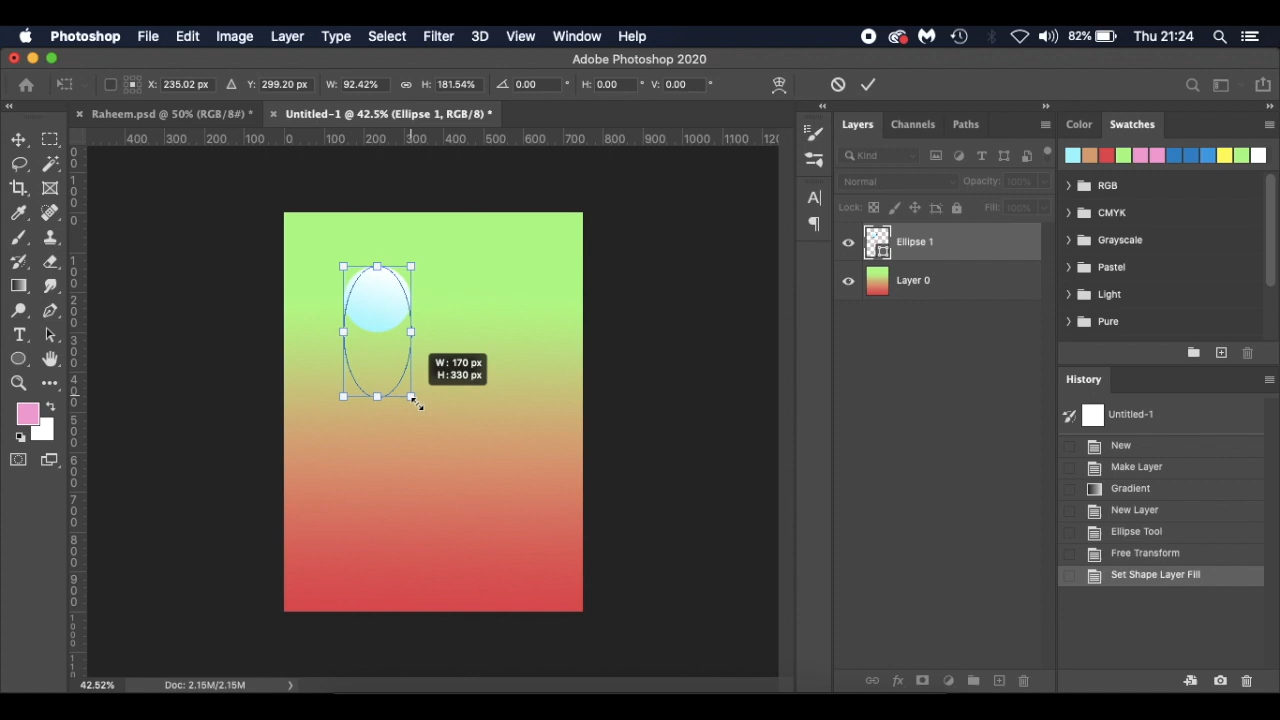 Photoshop File Edit Image Layer Type Select Filter 3D View Window Help 82% Thu 21:24
Adobe Photoshop 2020
X: 235.02 px Y: 299.20 px W: 92.42% H: 181.54% 0.00 ° H: 0.00 ° V: 0.00 °
Raheem.psd @ 50% (RGB/8#) * Untitled-1 @ 42.5% (Ellipse 1, RGB/8) *
400 300 200 100 0 100 200 300 400 500 600 700 800 900 1000 1100
Layers Channels Paths
Kind
Normal Opacity: 100%
Lock: Fill: 100%
Ellipse 1
Layer 0
Color Swatches
RGB
CMYK
Grayscale
Pastel
Light
Pure
History
Untitled-1
New
Make Layer
Gradient
New Layer
Ellipse Tool
Free Transform
Set Shape Layer Fill
W: 170 px
H: 330 px
42.52% Doc: 2.15M/2.15M